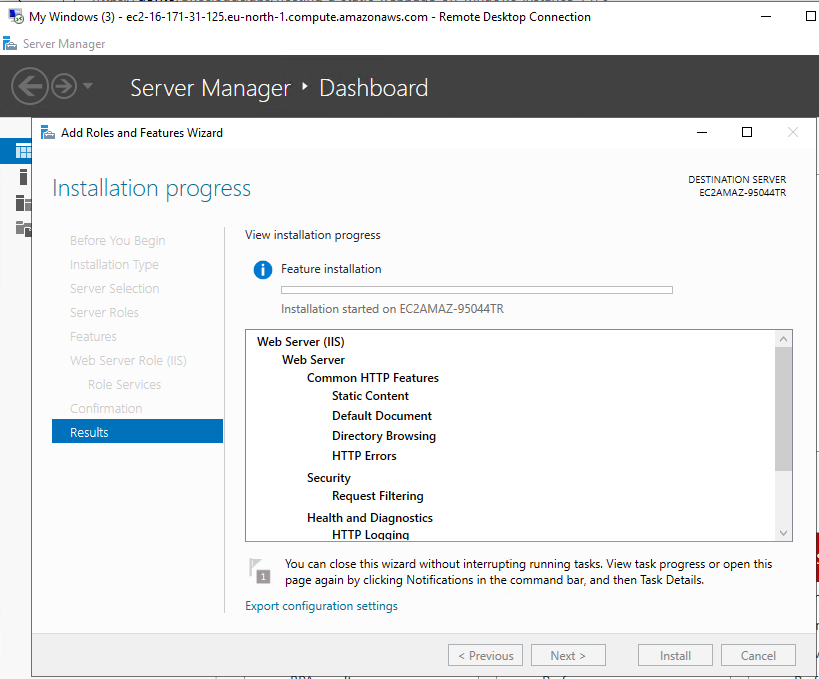 My Windows (3) - ec2-16-171-31-125.eu-north-1.compute.amazonaws.com - Remote Desktop Connection
Server Manager
Server Manager ‣ Dashboard
Add Roles and Features Wizard
Installation progress
DESTINATION SERVER
EC2AMAZ-95044TR
Before You Begin
Installation Type
Server Selection
Server Roles
Features
Web Server Role (IIS)
Role Services
Confirmation
Results
View installation progress
Feature installation
Installation started on EC2AMAZ-95044TR
Web Server (IIS)
Web Server
Common HTTP Features
Static Content
Default Document
Directory Browsing
HTTP Errors
Security
Request Filtering
Health and Diagnostics
HTTP Logging
1
You can close this wizard without interrupting running tasks. View task progress or open this
page again by clicking Notifications in the command bar, and then Task Details.
Export configuration settings
< Previous
Next >
Install
Cancel